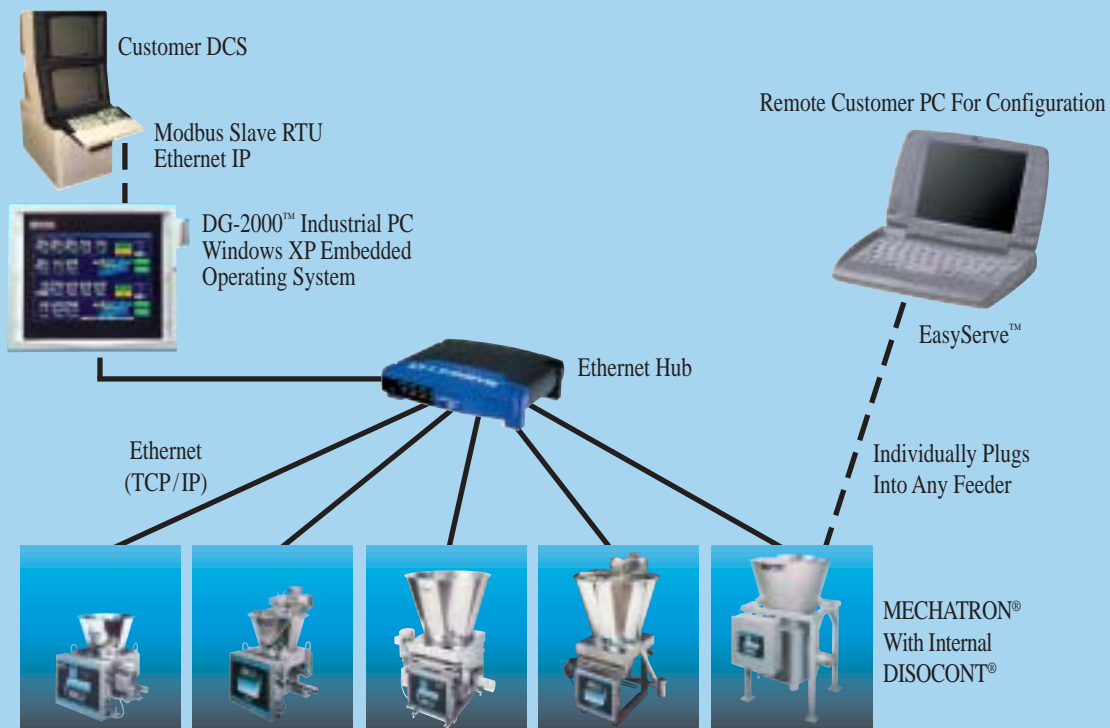 Customer DCS
Modbus Slave RTU
Ethernet IP
Remote Customer PC For Configuration
DG-2000™ Industrial PC
Windows XP Embedded
Operating System
EasyServe™
Ethernet Hub
Ethernet
(TCP/IP)
Individually Plugs
Into Any Feeder
MECHATRON®
With Internal
DISOCONT®